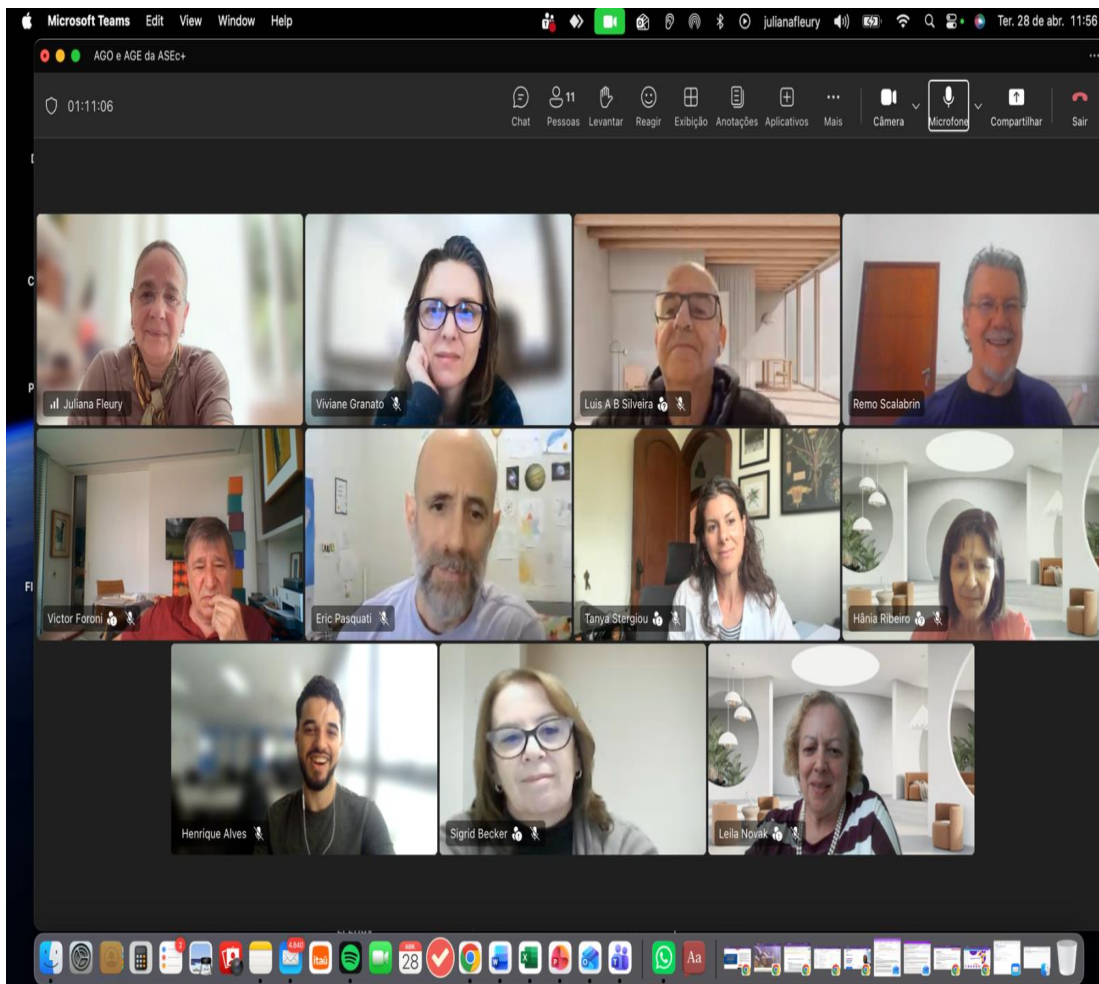 Microsoft Teams Edit View Window Help julianafleury Ter. 28 de abr. 11:56
AGO e AGE da ASEc+
01:11:06
11
Chat Pessoas Levantar Reagir Exibição Anotações Aplicativos Mais Câmera Microfone Compartilhar Sair
Juliana Fleury
Viviane Granato
Luis A B Silveira
Remo Scalabrin
Victor Foroni
Eric Pasquati
Tanya Stergiou
Hânia Ribeiro
Henrique Alves
Sigrid Becker
Leila Novak
2
4.840
itaú
ABR.
28
Aa